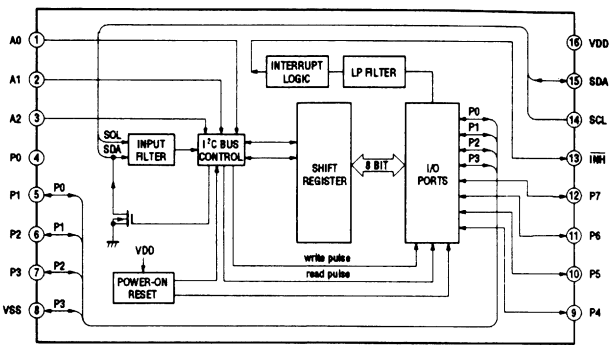 A0 1
16 VDD
INTERRUPT
LOGIC
LP FILTER
A1 2
15 SDA
A2 3
14 SCL
P0
SOL
SDA
INPUT
FILTER
I²C BUS
CONTROL
P1
P2
P3
P0 4
13 INH
SHIFT
REGISTER
8 BIT
I/O
PORTS
P1 5 P0
12 P7
P2 6 P1
11 P6
VDD
write pulse
read pulse
P3 7 P2
10 P5
POWER-ON
RESET
VSS 8 P3
9 P4